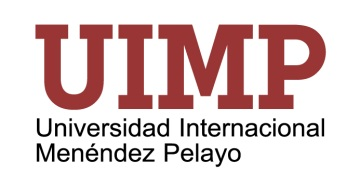 UIMP
Universidad Internacional
Menéndez Pelayo